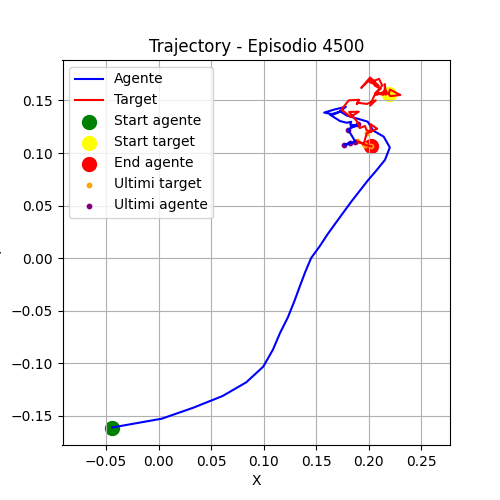 Trajectory - Episodio 4500
Agente
Target
Start agente
Start target
End agente
Ultimi target
Ultimi agente
0.15
0.10
0.05
0.00
−0.05
−0.10
−0.15
−0.05
0.00
0.05
0.10
0.15
0.20
0.25
X